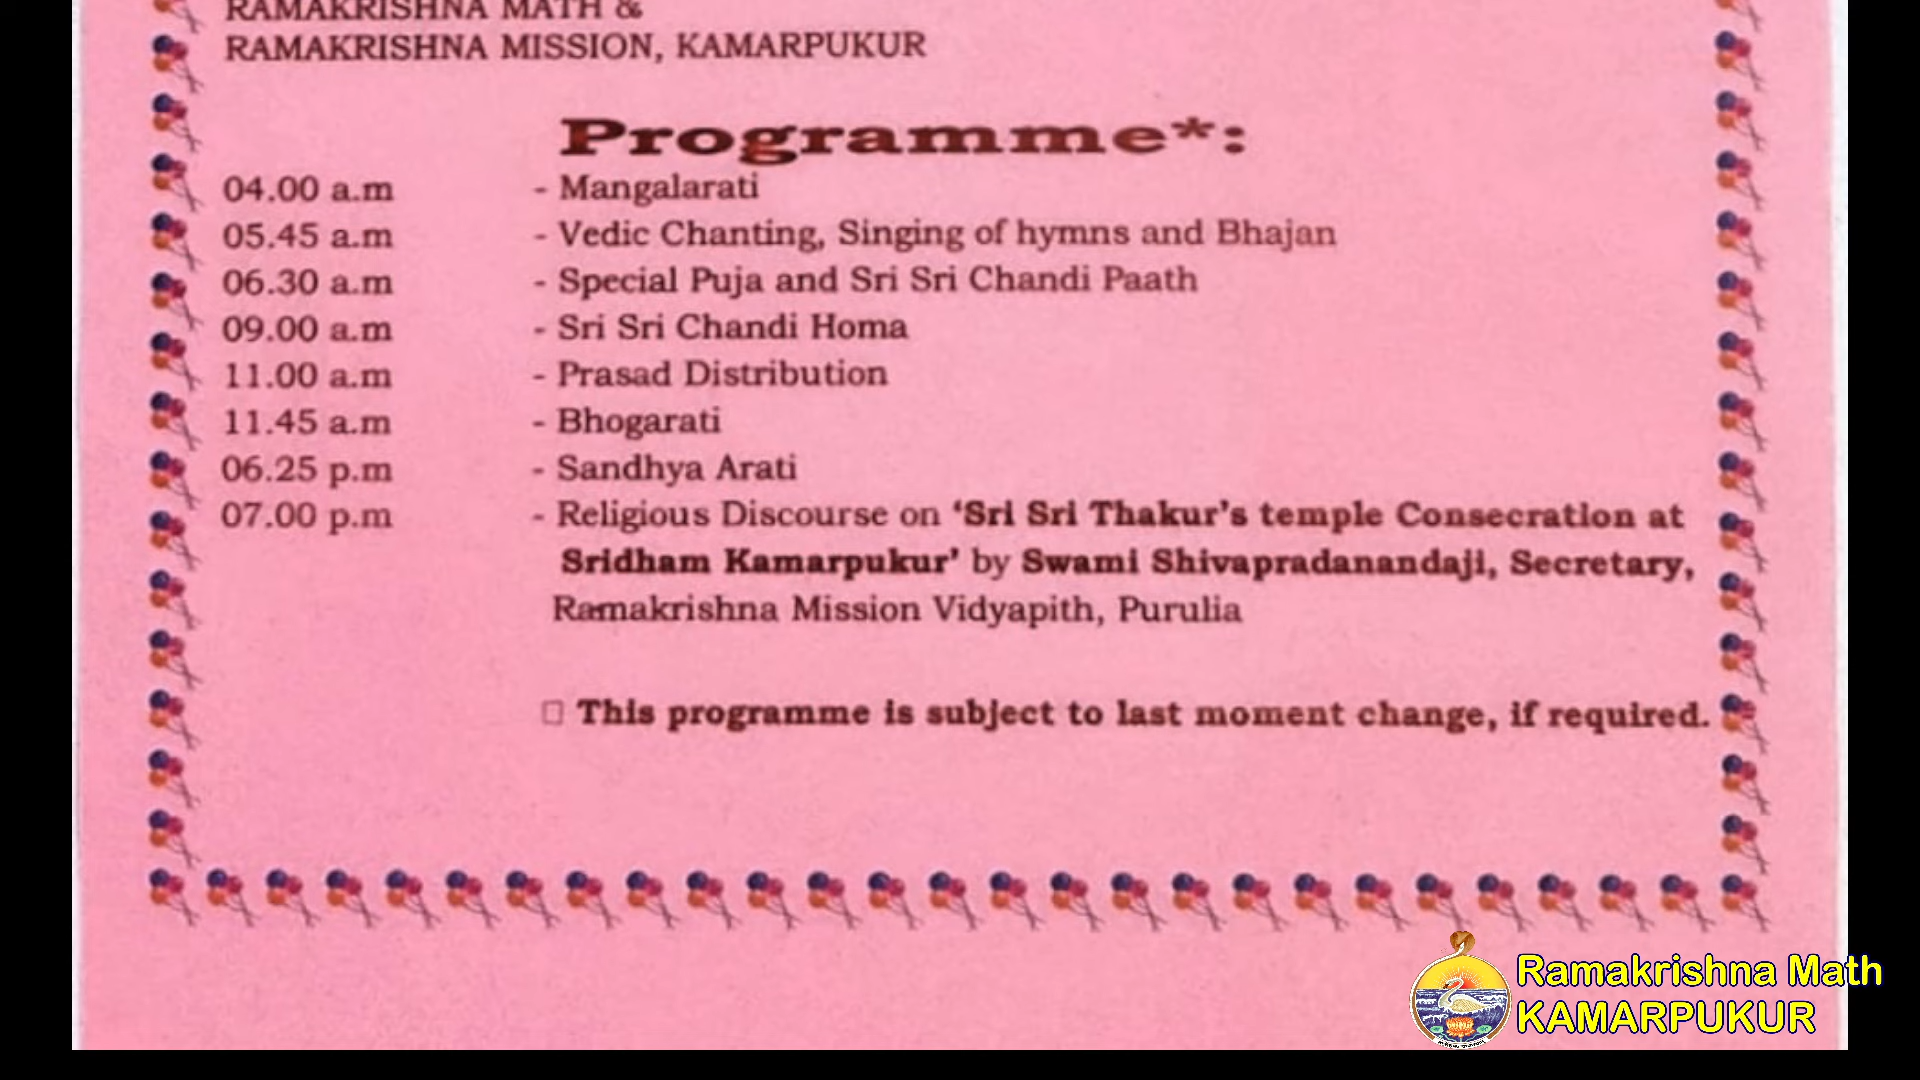 RAMAKRISHNA MATH &
RAMAKRISHNA MISSION, KAMARPUKUR
Programme*:
04.00 a.m - Mangalarati
05.45 a.m - Vedic Chanting, Singing of hymns and Bhajan
06.30 a.m - Special Puja and Sri Sri Chandi Paath
09.00 a.m - Sri Sri Chandi Homa
11.00 a.m - Prasad Distribution
11.45 a.m - Bhogarati
06.25 p.m - Sandhya Arati
07.00 p.m - Religious Discourse on ‘Sri Sri Thakur’s temple Consecration at
Sridham Kamarpukur’ by Swami Shivapradanandaji, Secretary,
Ramakrishna Mission Vidyapith, Purulia
□ This programme is subject to last moment change, if required.
Ramakrishna Math
KAMARPUKUR